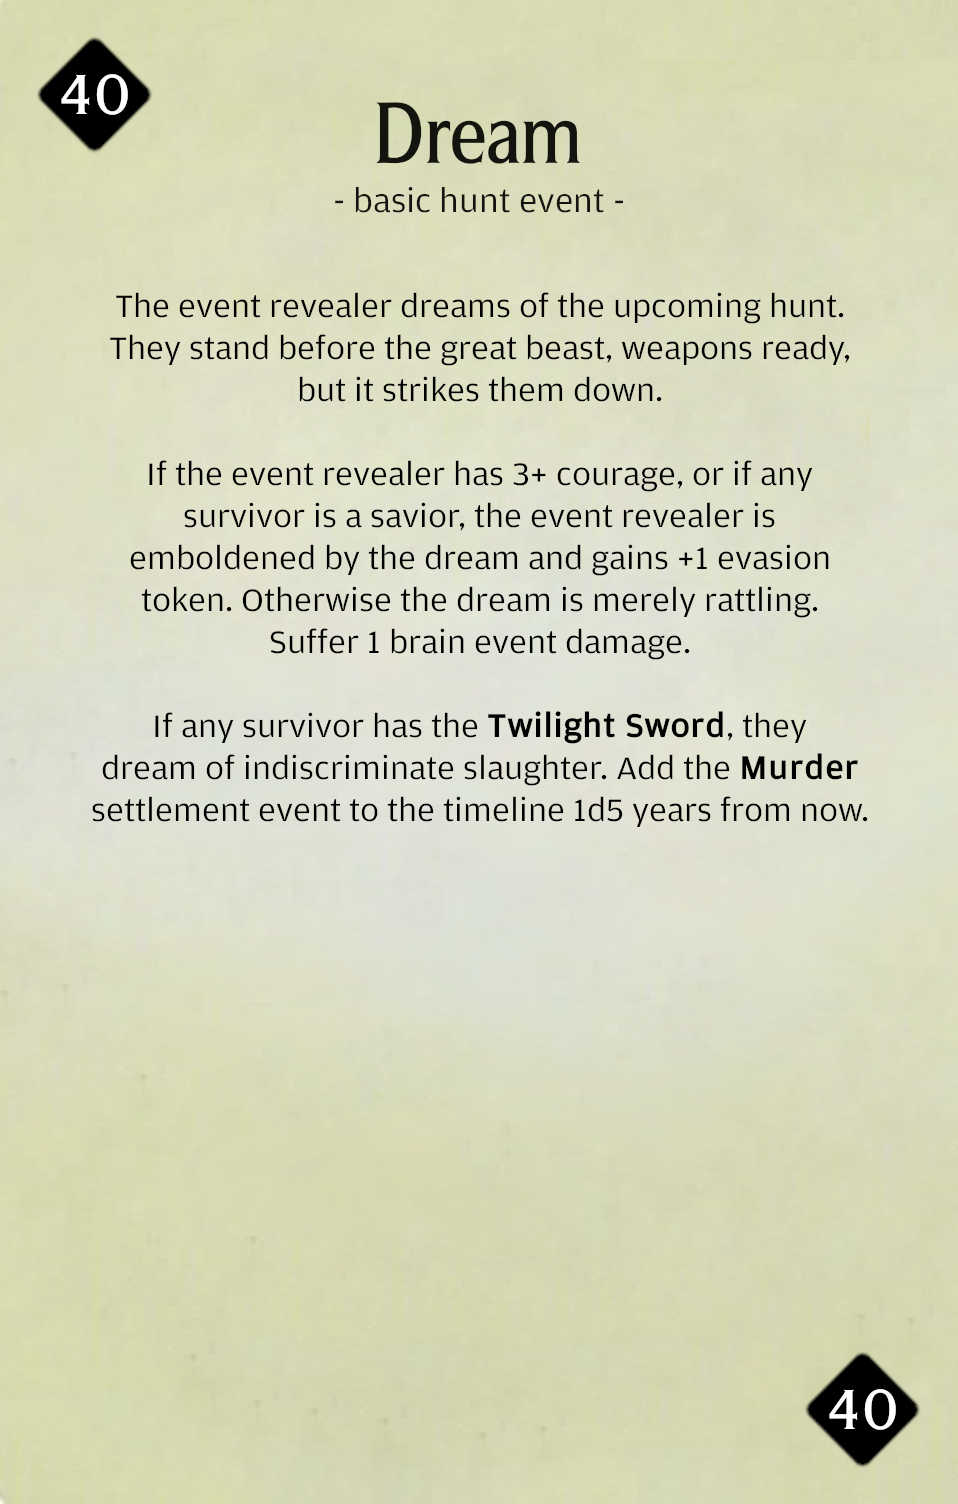 40
Dream
- basic hunt event -
The event revealer dreams of the upcoming hunt.
They stand before the great beast, weapons ready,
but it strikes them down.
If the event revealer has 3+ courage, or if any
survivor is a savior, the event revealer is
emboldened by the dream and gains +1 evasion
token. Otherwise the dream is merely rattling.
Suffer 1 brain event damage.
If any survivor has the Twilight Sword, they
dream of indiscriminate slaughter. Add the Murder
settlement event to the timeline 1d5 years from now.
40